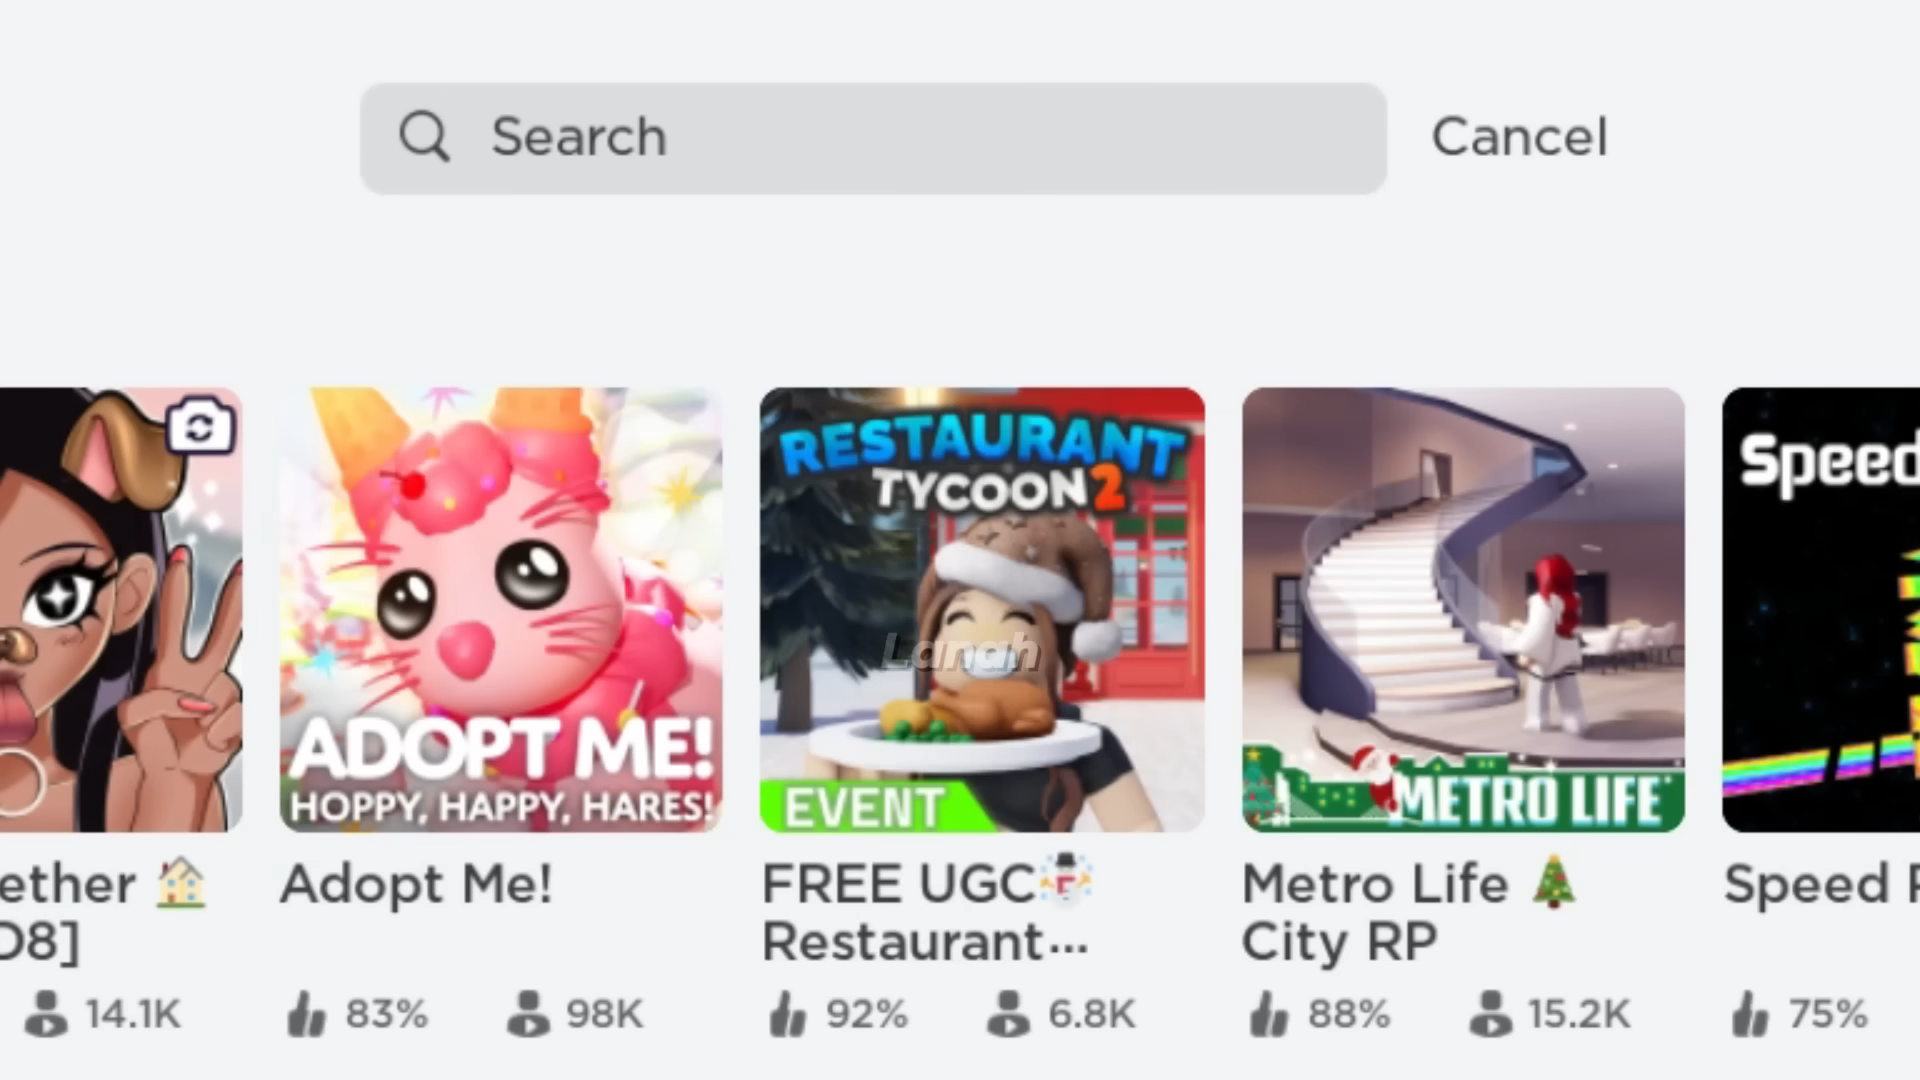 Search
Cancel
Speed
RESTAURANT
TYCOON 2
Lanah
ADOPT ME!
HOPPY, HAPPY, HARES!
EVENT
METRO LIFE
ether 🏠
D8]
14.1K
Adopt Me!
83% 98K
FREE UGC☃️
Restaurant...
92% 6.8K
Metro Life 🎄
City RP
88% 15.2K
Speed
75%